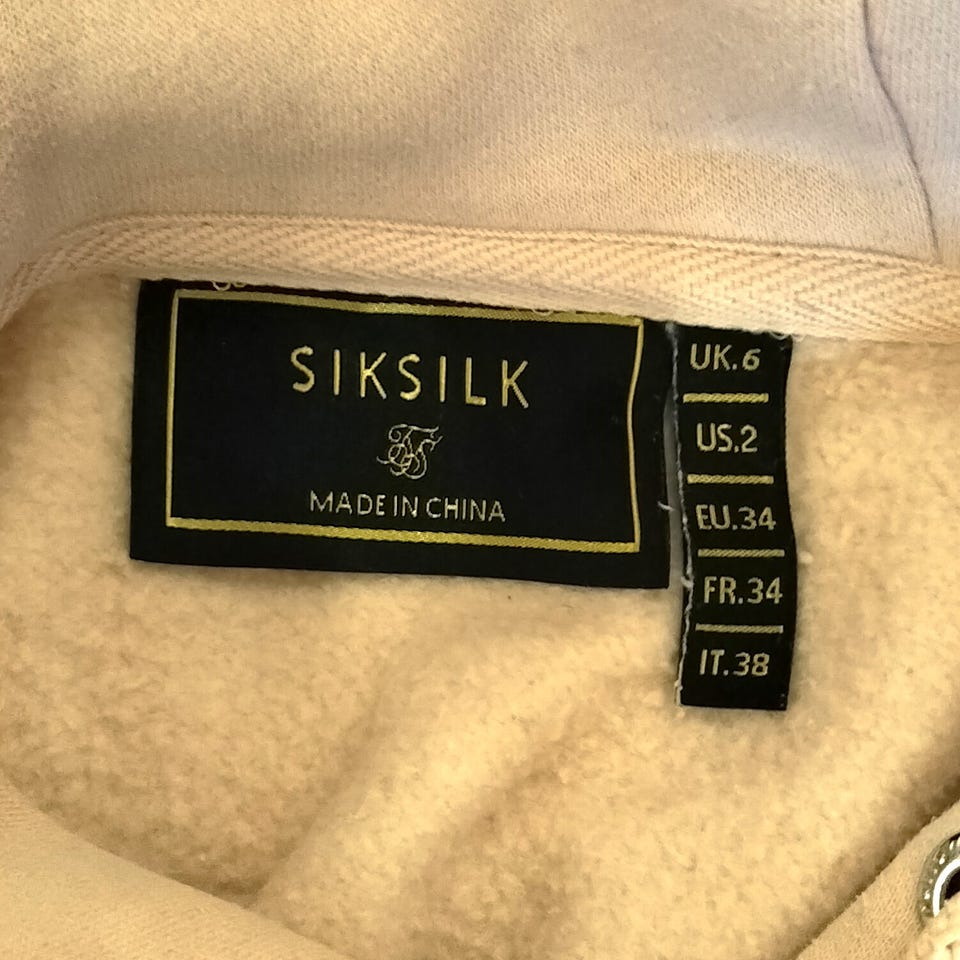 SIKSILK
MADE IN CHINA
UK.6
US.2
EU.34
FR.34
IT.38